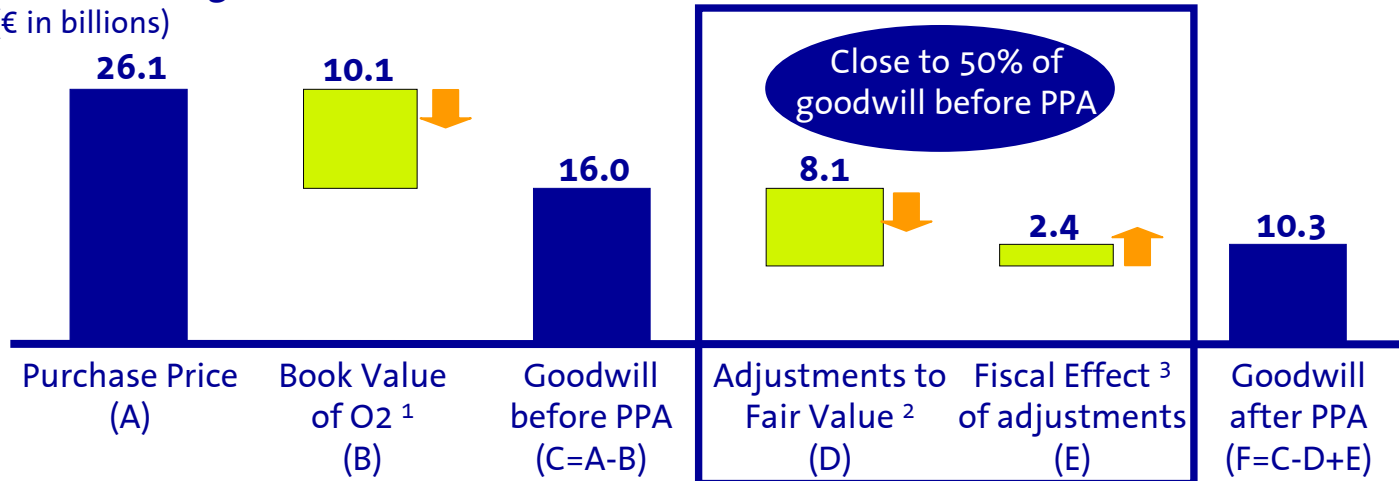 (€ in billions)
26.1
10.1
16.0
Close to 50% of
goodwill before PPA
8.1
2.4
10.3
Purchase Price
(A)
Book Value
of O2 ¹
(B)
Goodwill
before PPA
(C=A-B)
Adjustments to
Fair Value ²
(D)
Fiscal Effect ³
of adjustments
(E)
Goodwill
after PPA
(F=C-D+E)